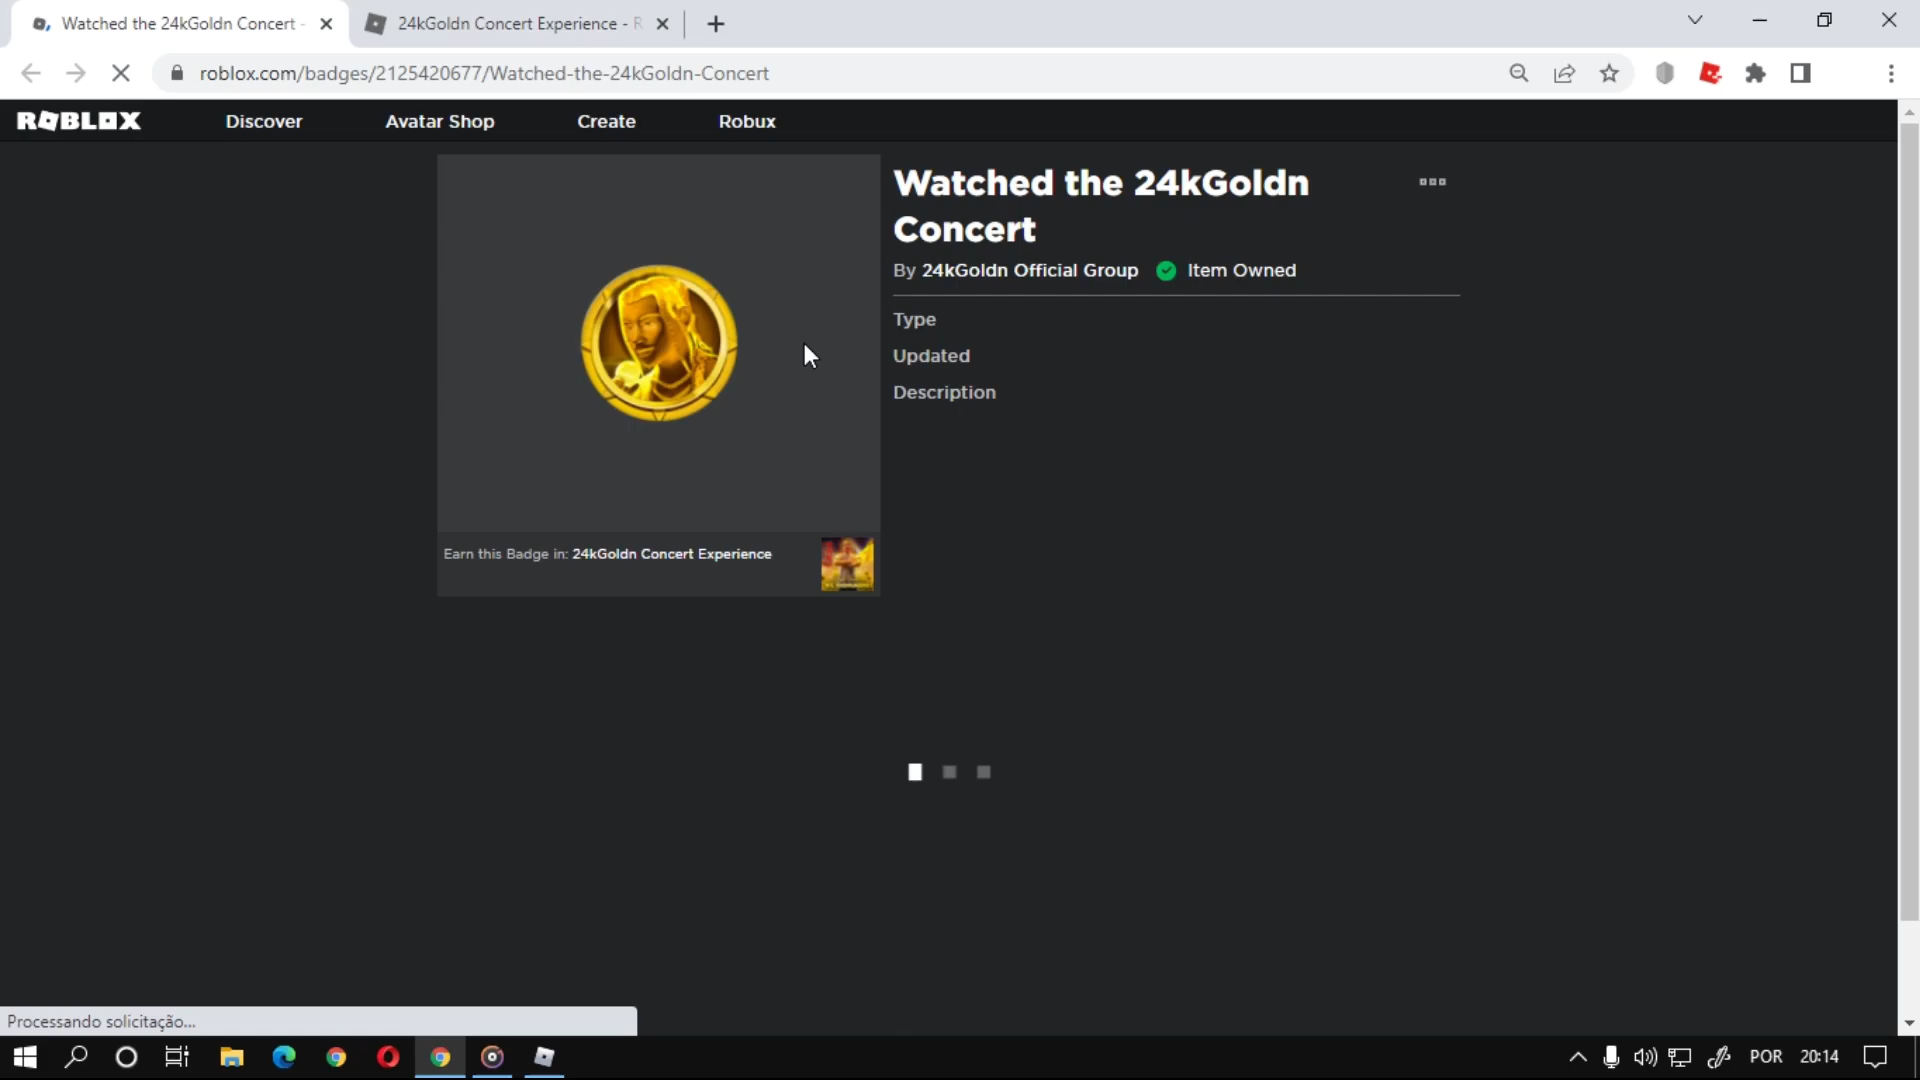 Watched the 24kGoldn Concert -
24kGoldn Concert Experience - R
roblox.com/badges/2125420677/Watched-the-24kGoldn-Concert
ROBLOX Discover Avatar Shop Create Robux
Watched the 24kGoldn
Concert
By 24kGoldn Official Group Item Owned
Type
Updated
Description
Earn this Badge in: 24kGoldn Concert Experience
Processando solicitação...
POR 20:14